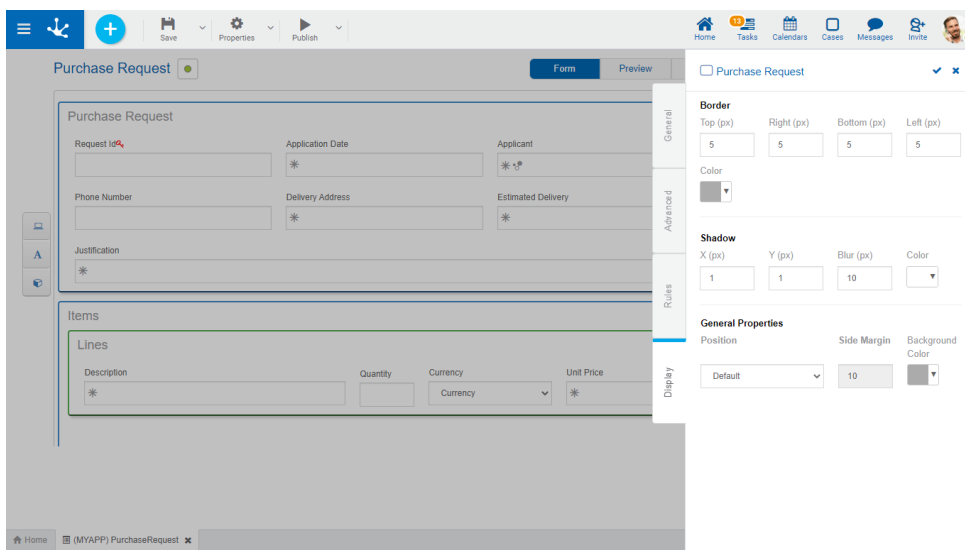 Save
Properties
Publish
Home
13
Tasks
Calendars
Cases
Messages
Invite
Purchase Request
Form
Preview
Purchase Request
Request Id
Application Date
Applicant
Phone Number
Delivery Address
Estimated Delivery
Justification
Items
Lines
Description
Quantity
Currency
Unit Price
Currency
A
General
Advanced
Rules
Display
Purchase Request
Border
Top (px) Right (px) Bottom (px) Left (px)
5 5 5 5
Color
Shadow
X (px) Y (px) Blur (px) Color
1 1 10
General Properties
Position Side Margin Background
Color
Default 10
Home (MYAPP) PurchaseRequest